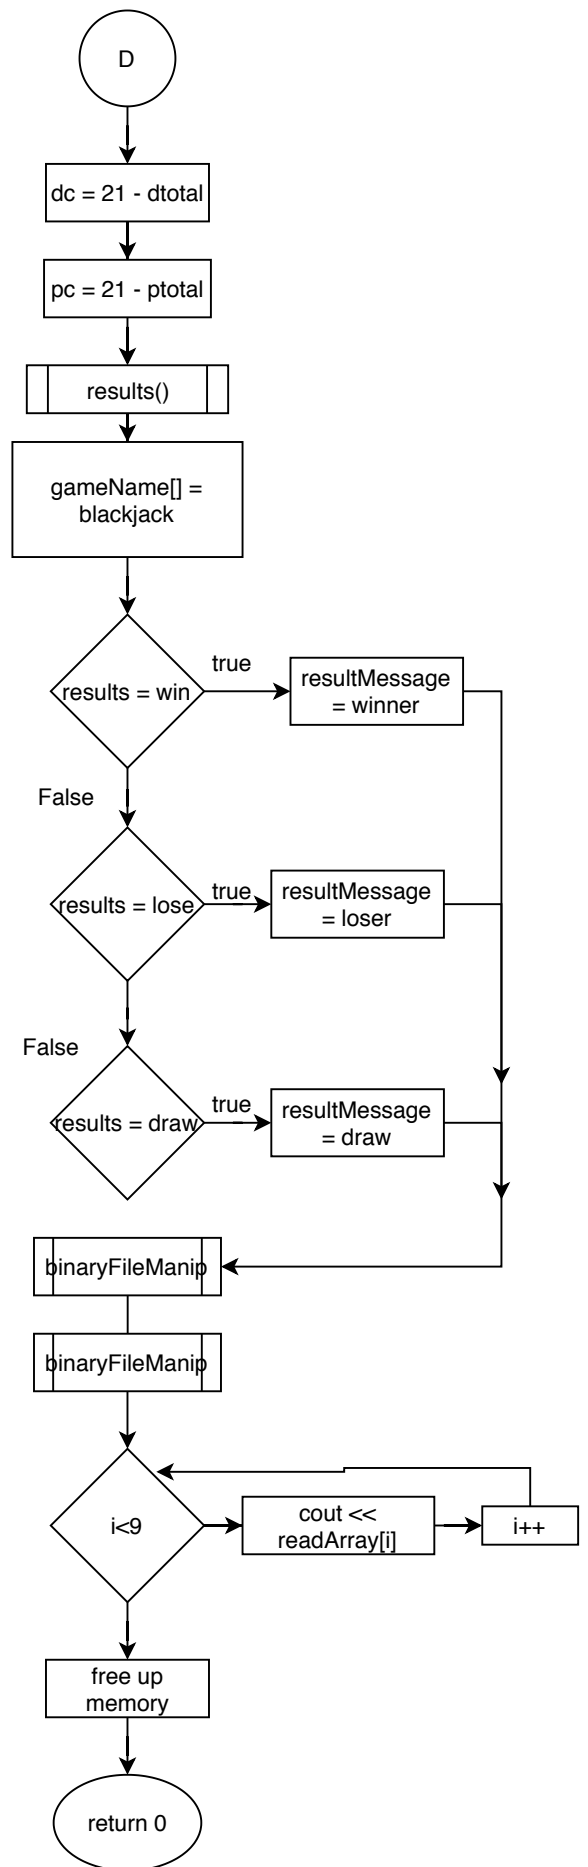 D
dc = 21 - dtotal
pc = 21 - ptotal
results()
gameName[] =
blackjack
results = win
true
resultMessage
= winner
False
results = lose
true
resultMessage
= loser
False
results = draw
true
resultMessage
= draw
binaryFileManip
binaryFileManip
i<9
cout <<
readArray[i]
i++
free up
memory
return 0